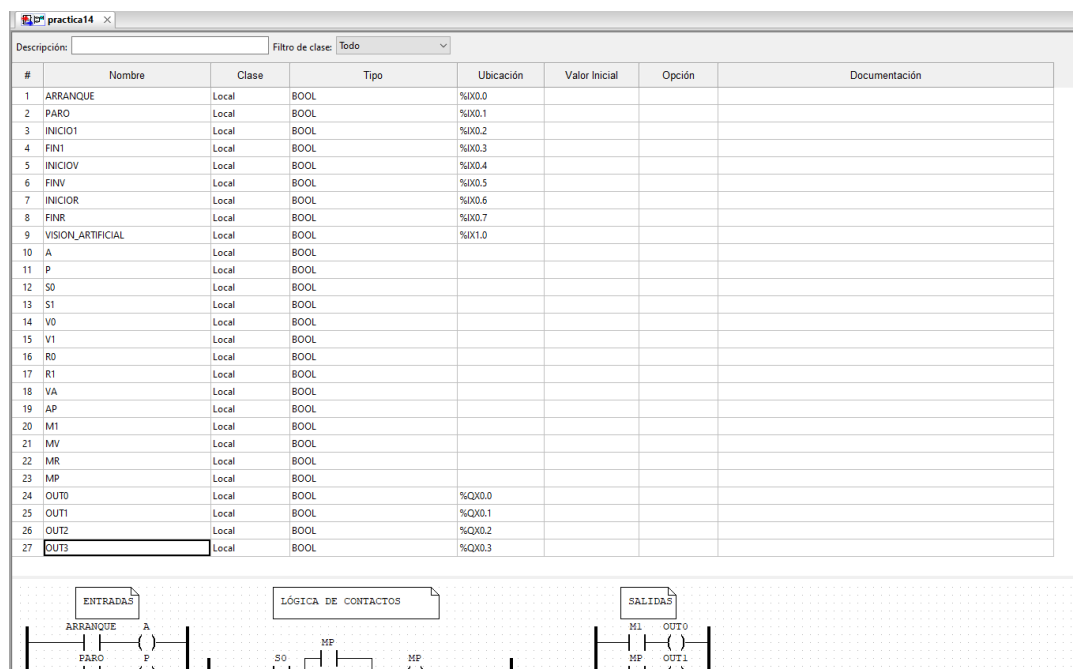 practica14
Descripción: Filtro de clase: Todo
# Nombre Clase Tipo Ubicación Valor Inicial Opción Documentación
1 ARRANQUE Local BOOL %IX0.0
2 PARO Local BOOL %IX0.1
3 INICIO1 Local BOOL %IX0.2
4 FIN1 Local BOOL %IX0.3
5 INICIOV Local BOOL %IX0.4
6 FINV Local BOOL %IX0.5
7 INICIOR Local BOOL %IX0.6
8 FINR Local BOOL %IX0.7
9 VISION_ARTIFICIAL Local BOOL %IX1.0
10 A Local BOOL
11 P Local BOOL
12 S0 Local BOOL
13 S1 Local BOOL
14 V0 Local BOOL
15 V1 Local BOOL
16 R0 Local BOOL
17 R1 Local BOOL
18 VA Local BOOL
19 AP Local BOOL
20 M1 Local BOOL
21 MV Local BOOL
22 MR Local BOOL
23 MP Local BOOL
24 OUT0 Local BOOL %QX0.0
25 OUT1 Local BOOL %QX0.1
26 OUT2 Local BOOL %QX0.2
27 OUT3 Local BOOL %QX0.3
ENTRADAS LÓGICA DE CONTACTOS SALIDAS
ARRANQUE A M1 OUT0
MP
PARO P S0 MP MP OUT1